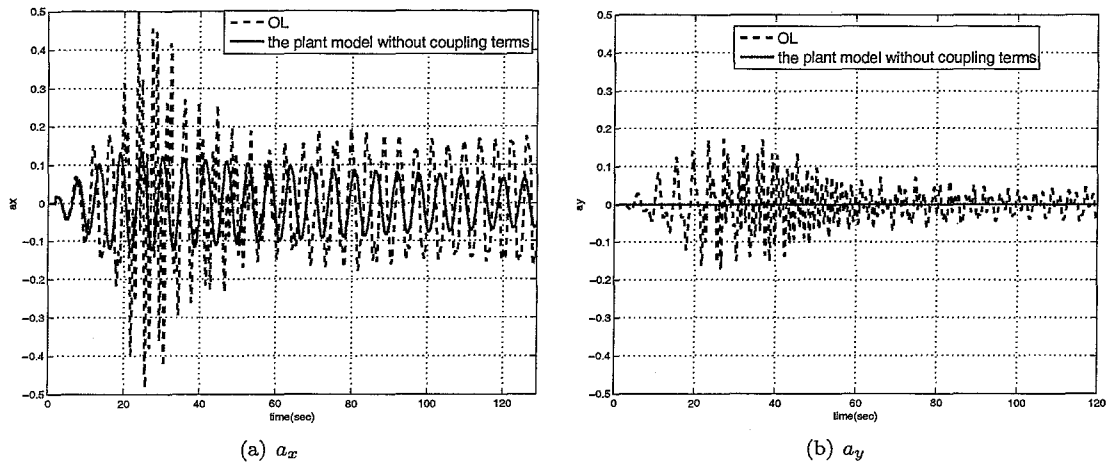 0.5
0.4
0.3
0.2
0.1
0
−0.1
−0.2
−0.3
−0.4
−0.5
ax
OL
the plant model without coupling terms
0 20 40 60 80 100 120
time(sec)
(a) a_x
0.5
0.4
0.3
0.2
0.1
0
−0.1
−0.2
−0.3
−0.4
−0.5
ay
OL
the plant model without coupling terms
0 20 40 60 80 100 120
time(sec)
(b) a_y